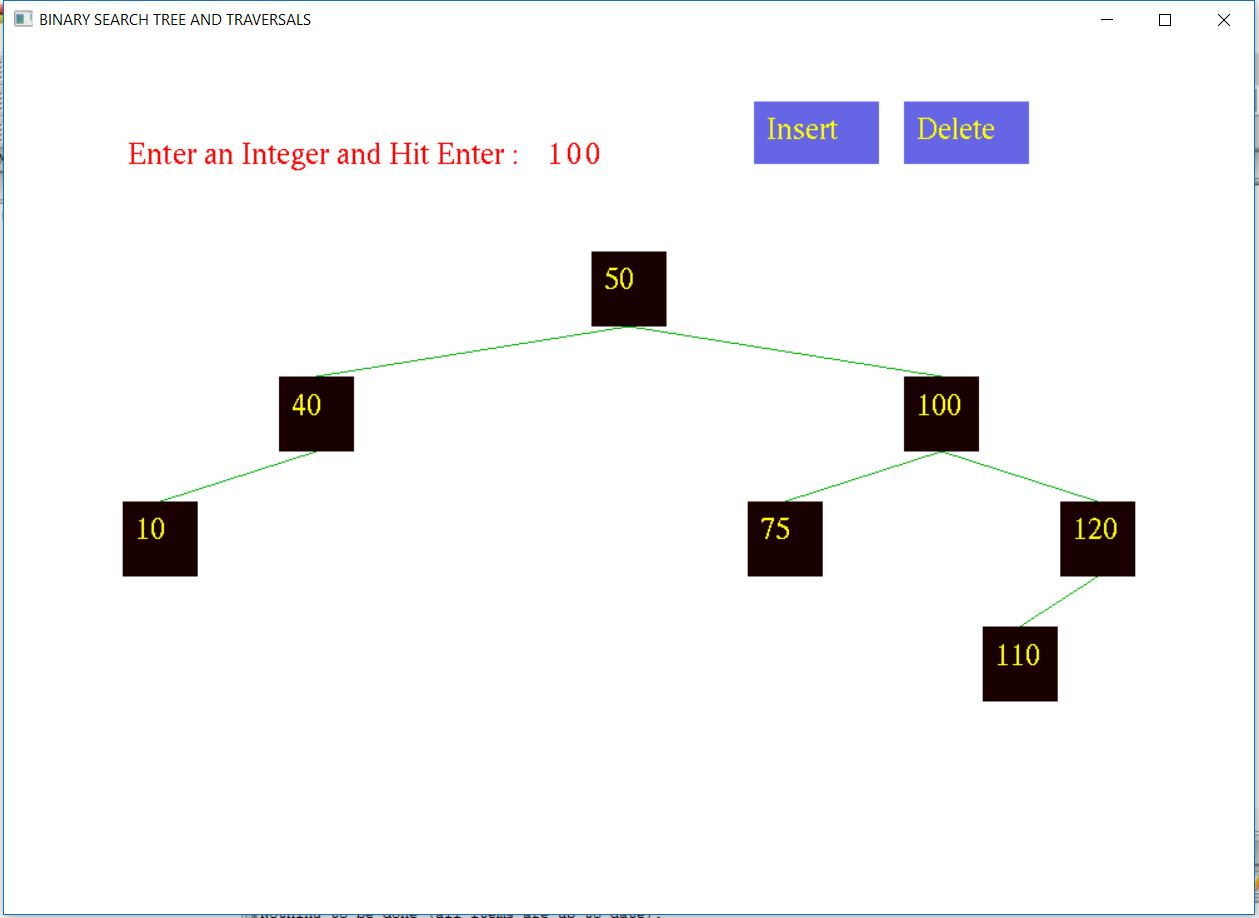 BINARY SEARCH TREE AND TRAVERSALS
Insert Delete
Enter an Integer and Hit Enter : 100
50
40 100
10 75 120
110